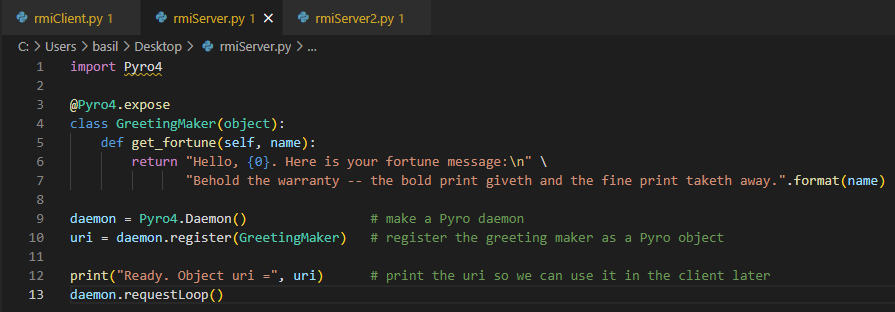 rmiClient.py 1 rmiServer.py 1 × rmiServer2.py 1
C: > Users > basil > Desktop > rmiServer.py > ...
1 import Pyro4
2
3 @Pyro4.expose
4 class GreetingMaker(object):
5 def get_fortune(self, name):
6 return "Hello, {0}. Here is your fortune message:\n" \
7 "Behold the warranty -- the bold print giveth and the fine print taketh away.".format(name)
8
9 daemon = Pyro4.Daemon() # make a Pyro daemon
10 uri = daemon.register(GreetingMaker) # register the greeting maker as a Pyro object
11
12 print("Ready. Object uri =", uri) # print the uri so we can use it in the client later
13 daemon.requestLoop()